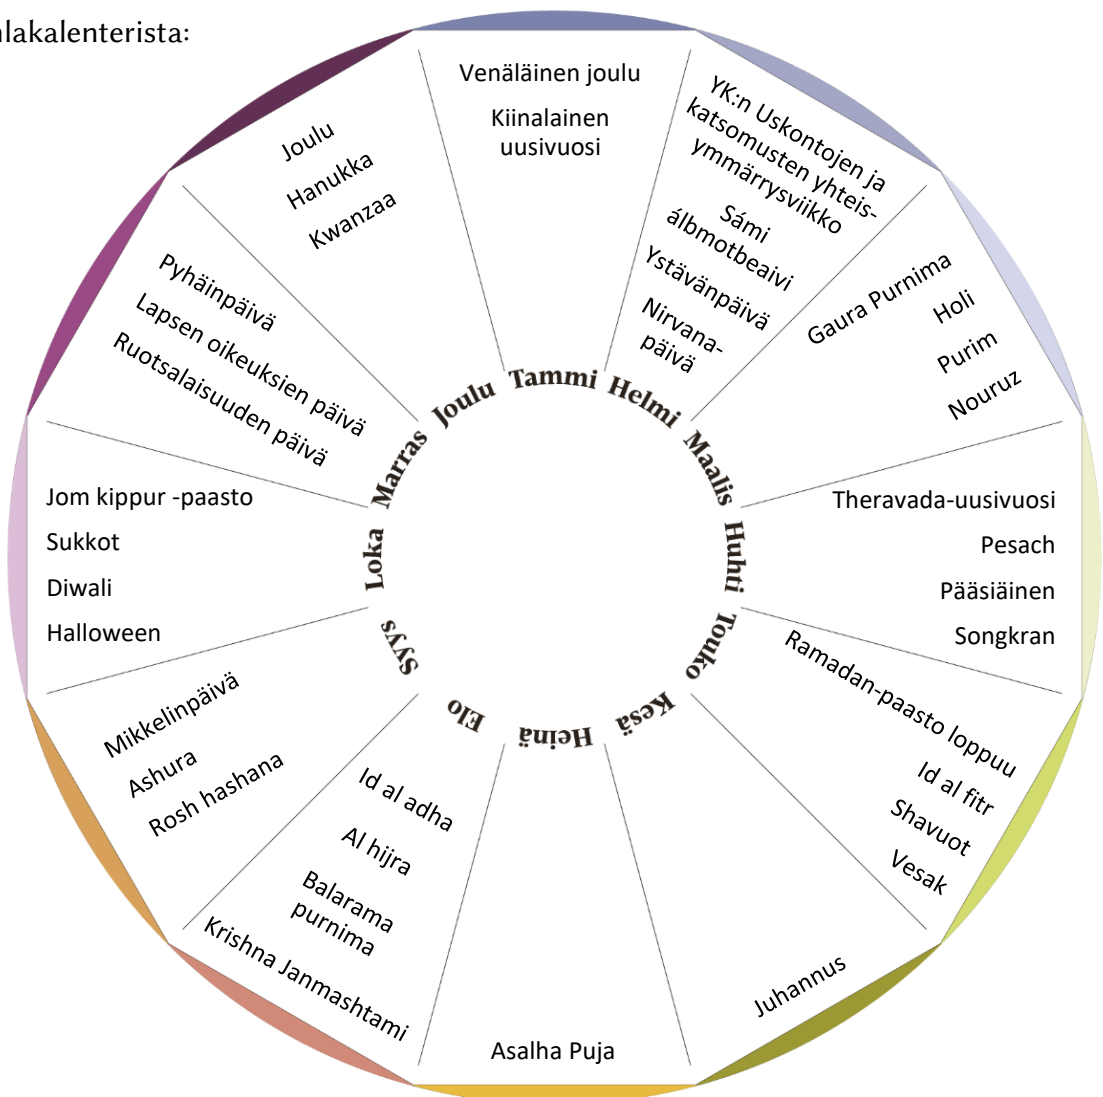 nlakalenterista:
Venäläinen joulu
Kiinalainen
uusivuosi
YK:n Uskontojen ja
katsomusten yhteis-
ymmärrysviikko
Sámi
álbmotbeaivi
Ystävänpäivä
Nirvana-
päivä
Gaura Purnima
Holi
Purim
Nouruz
Theravada-uusivuosi
Pesach
Pääsiäinen
Songkran
Ramadan-paasto loppuu
Id al fitr
Shavuot
Vesak
Juhannus
Asalha Puja
Id al adha
Al hijra
Balarama
purnima
Krishna Janmashtami
Mikkelinpäivä
Ashura
Rosh hashana
Jom kippur -paasto
Sukkot
Diwali
Halloween
Pyhäinpäivä
Lapsen oikeuksien päivä
Ruotsalaisuuden päivä
Joulu
Hanukka
Kwanzaa
Tammi
Helmi
Maalis
Huhti
Touko
Kesä
Heinä
Elo
Syys
Loka
Marras
Joulu